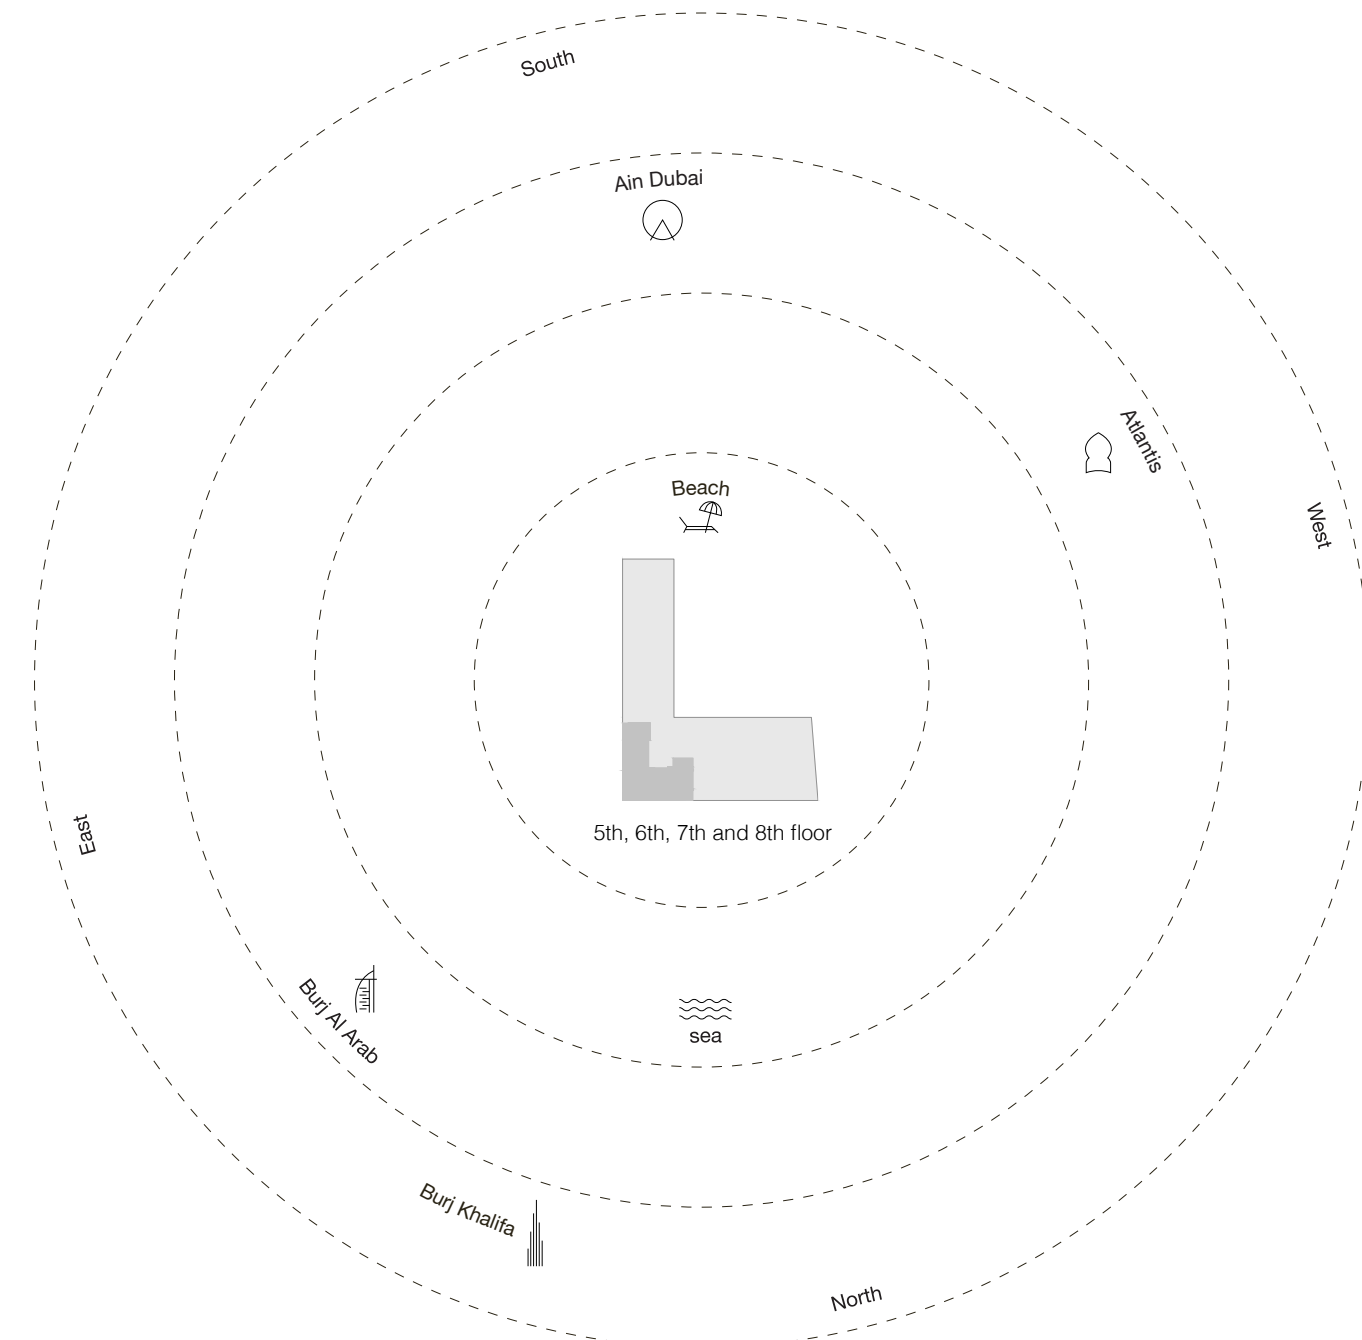 South
Ain Dubai
Atlantis
Beach
West
5th, 6th, 7th and 8th floor
East
Burj Al Arab
sea
Burj Khalifa
North